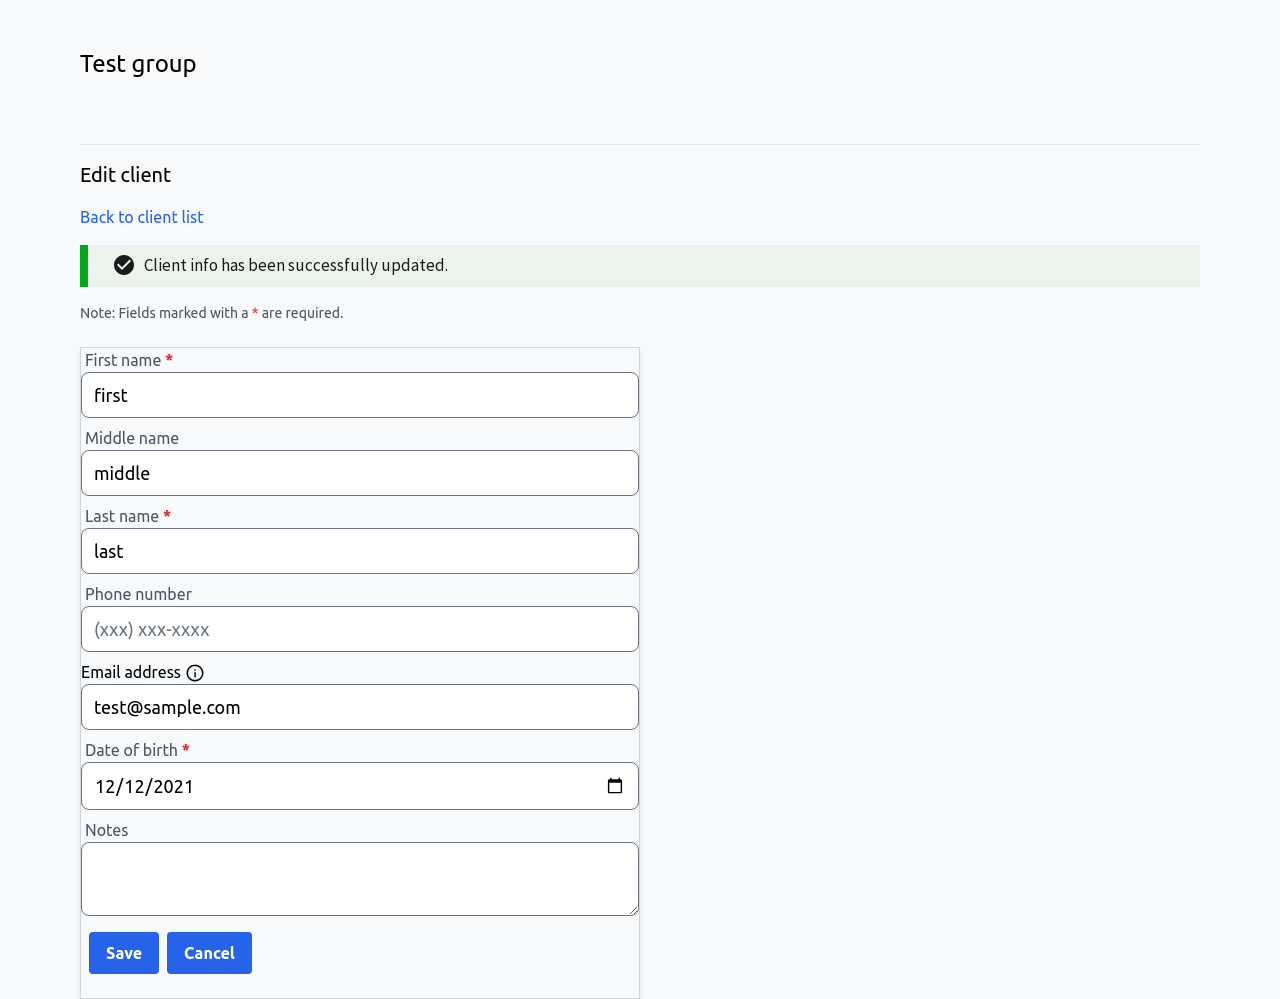 Test group
Edit client
Back to client list
Client info has been successfully updated.
Note: Fields marked with a * are required.
First name *
first
Middle name
middle
Last name *
last
Phone number
(xxx) xxx-xxxx
Email address
test@sample.com
Date of birth *
12/12/2021
Notes
Save Cancel